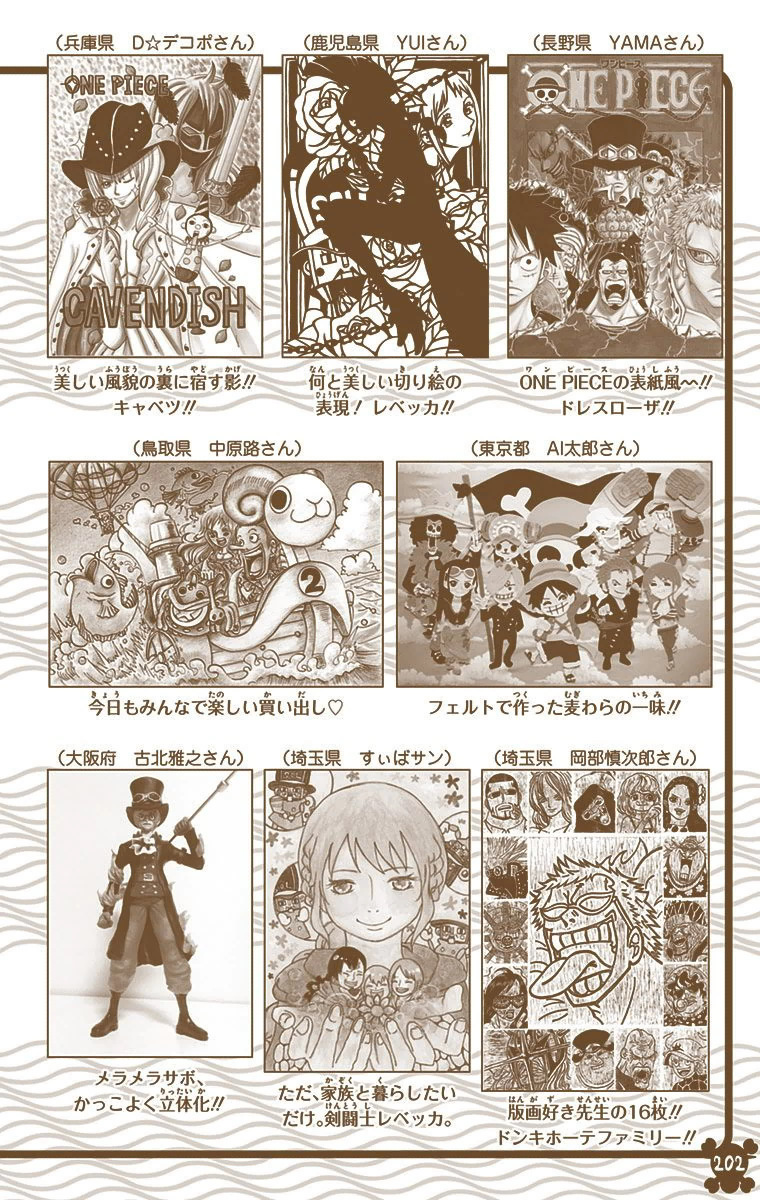 （兵庫県　D☆デコポさん）
ONE PIECE
CAVENDISH
美しい風貌の裏に宿す影!!
キャベツ!!
（鹿児島県　YUIさん）
何と美しい切り絵の
表現！レベッカ!!
（長野県　YAMAさん）
ワンピース
ONE PIECE
ONE PIECEの表紙風〜!!
ドレスローザ!!
（鳥取県　中原路さん）
2
今日もみんなで楽しい買い出し♡
（東京都　AI太郎さん）
フェルトで作った麦わらの一味!!
（大阪府　古北雅之さん）
メラメラサボ、
かっこよく立体化!!
（埼玉県　すぃばサン）
ただ、家族と暮らしたい
だけ。剣闘士レベッカ。
（埼玉県　岡部慎次郎さん）
版画好き先生の16枚!!
ドンキホーテファミリー!!
202